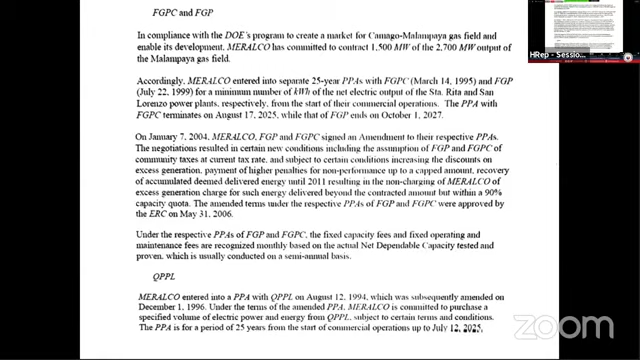 FGPC and FGP
In compliance with the DOE's program to create a market for Camago-Malampaya gas field and
enable its development, MERALCO has committed to contract 1,500 MW of the 2,700 MW output of
the Malampaya gas field.
Accordingly, MERALCO entered into separate 25-year PPAs with FGPC (March 14, 1995) and FGP
(July 22, 1999) for a minimum number of kWh of the net electric output of the Sta. Rita and San
Lorenzo power plants, respectively, from the start of their commercial operations. The PPA with
FGPC terminates on August 17, 2025, while that of FGP ends on October 1, 2027.
On January 7, 2004, MERALCO, FGP and FGPC signed an Amendment to their respective PPAs.
The negotiations resulted in certain new conditions including the assumption of FGP and FGPC of
community taxes at current tax rate, and subject to certain conditions increasing the discounts on
excess generation, payment of higher penalties for non-performance up to a capped amount, recovery
of accumulated deemed delivered energy until 2011 resulting in the non-charging of MERALCO of
excess generation charge for such energy delivered beyond the contracted amount but within a 90%
capacity quota. The amended terms under the respective PPAs of FGP and FGPC were approved by
the ERC on May 31, 2006.
Under the respective PPAs of FGP and FGPC, the fixed capacity fees and fixed operating and
maintenance fees are recognized monthly based on the actual Net Dependable Capacity tested and
proven, which is usually conducted on a semi-annual basis.
QPPL
MERALCO entered into a PPA with QPPL on August 12, 1994, which was subsequently amended on
December 1, 1996. Under the terms of the amended PPA, MERALCO is committed to purchase a
specified volume of electric power and energy from QPPL, subject to certain terms and conditions.
The PPA is for a period of 25 years from the start of commercial operations up to July 12, 2025.
HRep - Sessio...
zoom